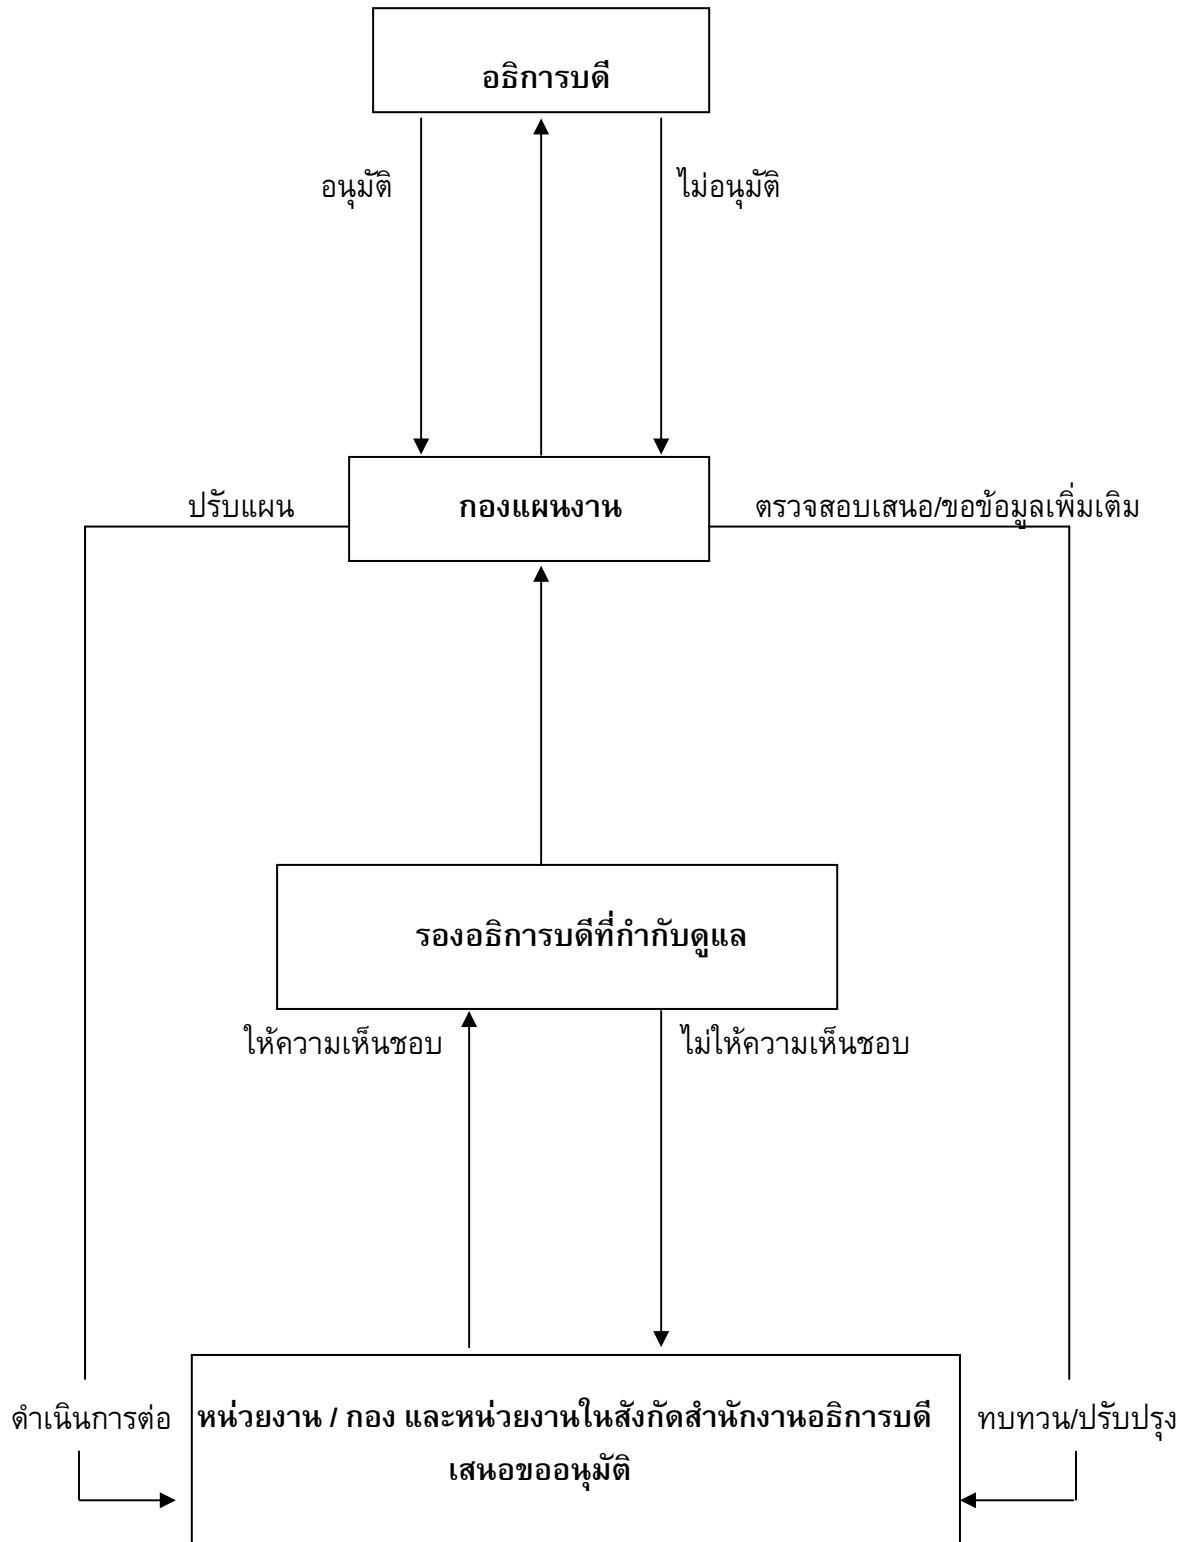 อธิการบดี
อนุมัติ
ไม่อนุมัติ
ปรับแผน
กองแผนงาน
ตรวจสอบเสนอ/ขอข้อมูลเพิ่มเติม
รองอธิการบดีที่กำกับดูแล
ให้ความเห็นชอบ
ไม่ให้ความเห็นชอบ
ดำเนินการต่อ
หน่วยงาน / กอง และหน่วยงานในสังกัดสำนักงานอธิการบดี
เสนอขออนุมัติ
ทบทวน/ปรับปรุง